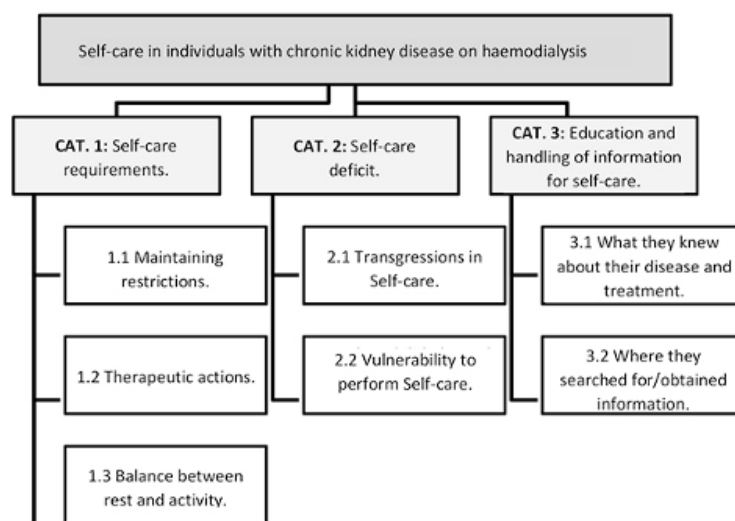 Self-care in individuals with chronic kidney disease on haemodialysis
CAT. 1: Self-care
requirements.
CAT. 2: Self-care
deficit.
CAT. 3: Education and
handling of information
for self-care.
1.1 Maintaining
restrictions.
2.1 Transgressions in
Self-care.
3.1 What they knew
about their disease and
treatment.
1.2 Therapeutic actions.
2.2 Vulnerability to
perform Self-care.
3.2 Where they
searched for/obtained
information.
1.3 Balance between
rest and activity.